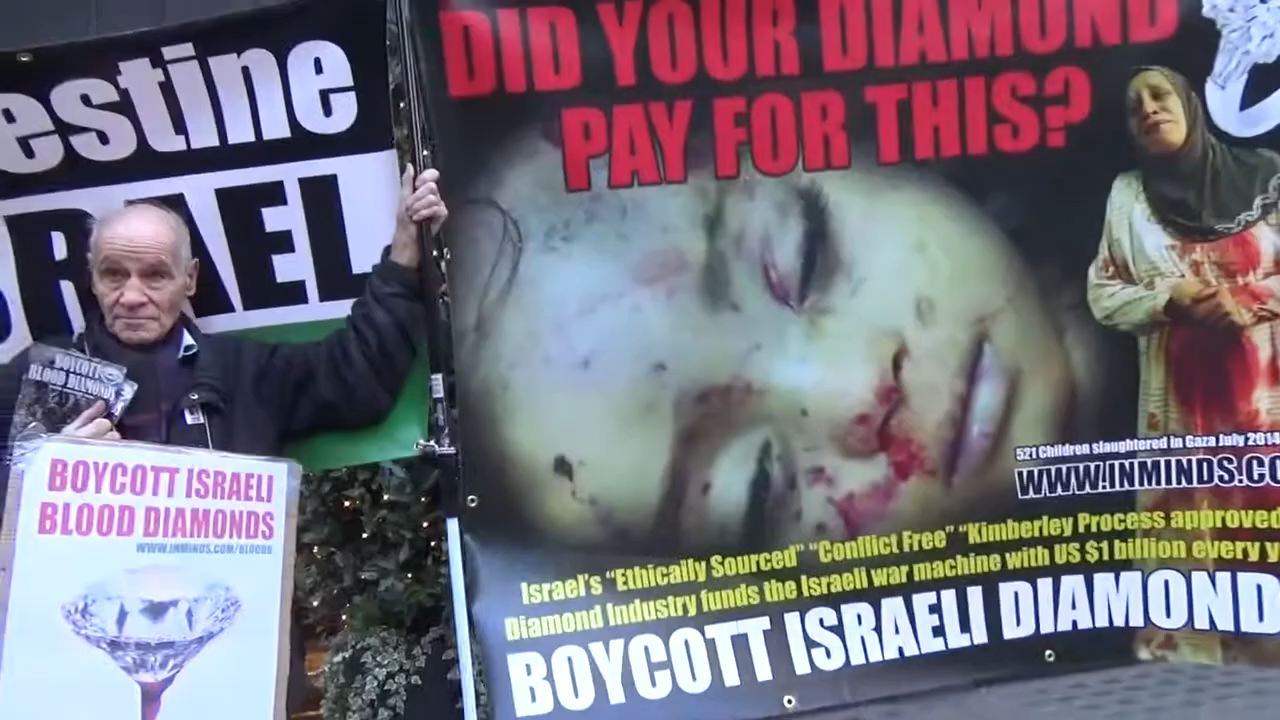 estine
RAEL
BOYCOTT
BLOOD DIAMONDS
BOYCOTT ISRAELI
BLOOD DIAMONDS
WWW.INMINDS.COM/BLOODD
DID YOUR DIAMOND
PAY FOR THIS?
521 Children slaughtered in Gaza July 2014
WWW.INMINDS.CO
Israel's "Ethically Sourced" "Conflict Free" "Kimberley Process approved
Diamond Industry funds the Israeli war machine with US $1 billion every y
BOYCOTT ISRAELI DIAMOND